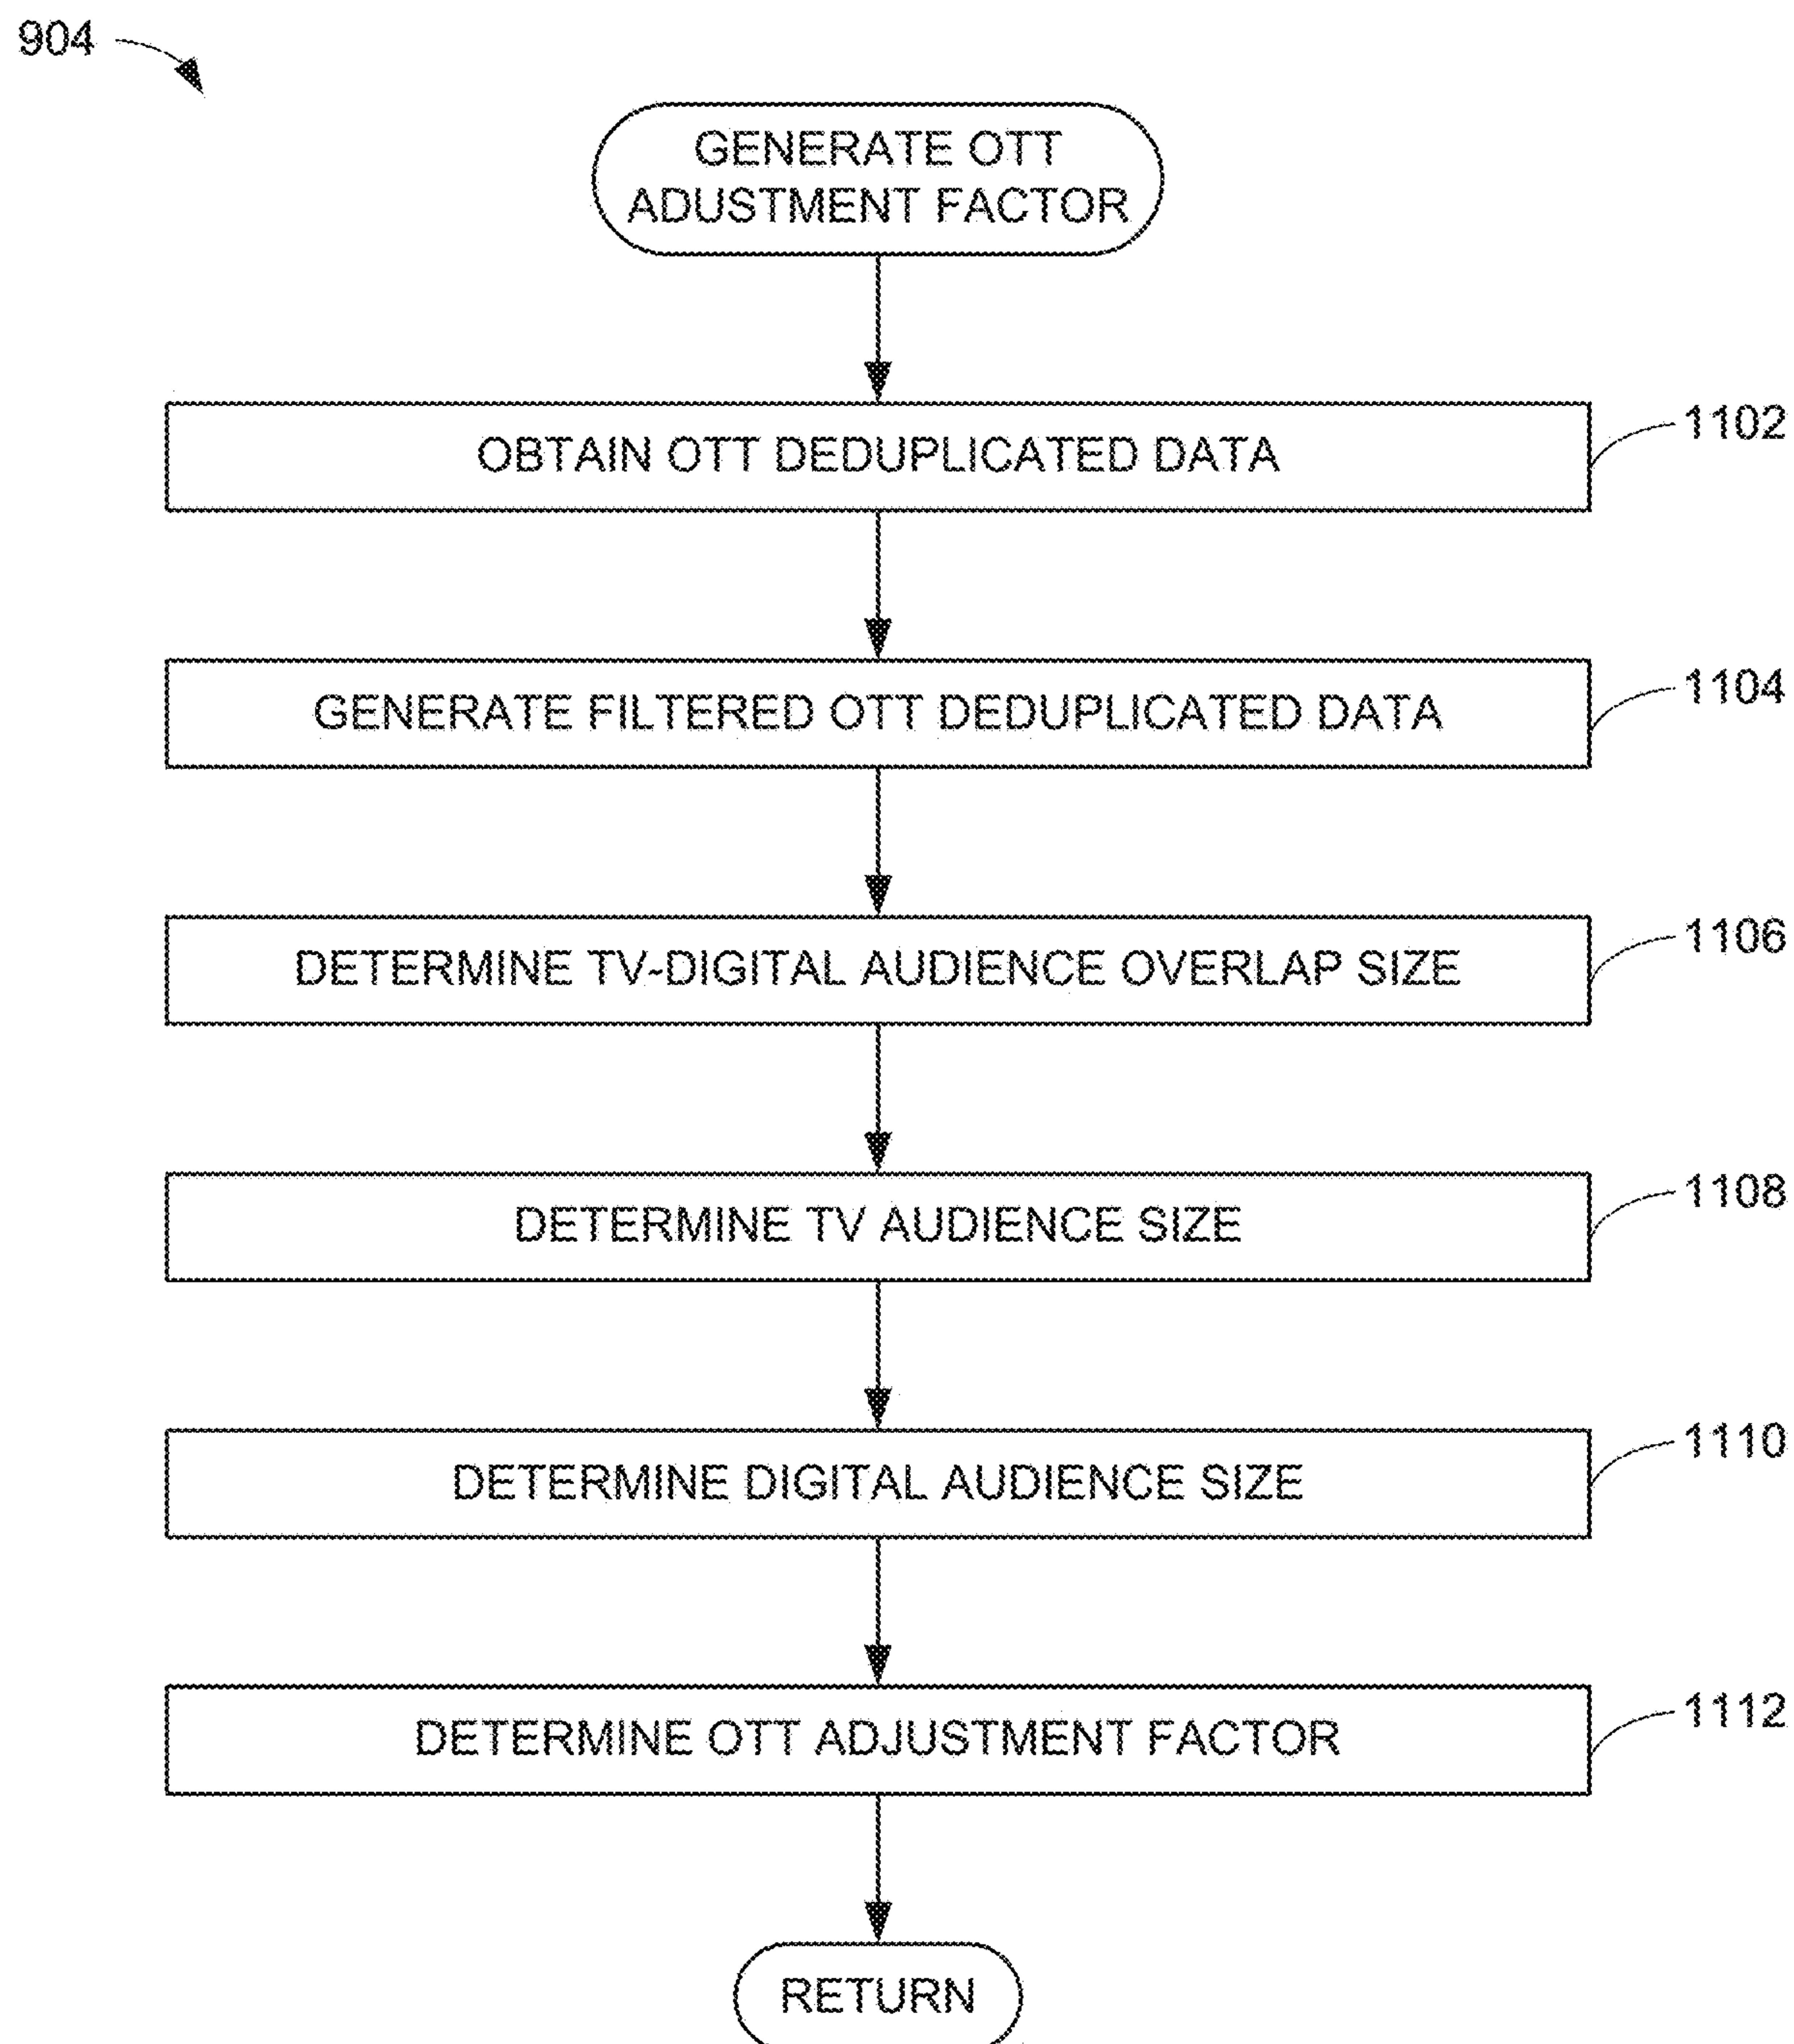 904
GENERATE OTT
ADUSTMENT FACTOR
OBTAIN OTT DEDUPLICATED DATA
1102
GENERATE FILTERED OTT DEDUPLICATED DATA
1104
DETERMINE TV-DIGITAL AUDIENCE OVERLAP SIZE
1106
DETERMINE TV AUDIENCE SIZE
1108
DETERMINE DIGITAL AUDIENCE SIZE
1110
DETERMINE OTT ADJUSTMENT FACTOR
1112
RETURN